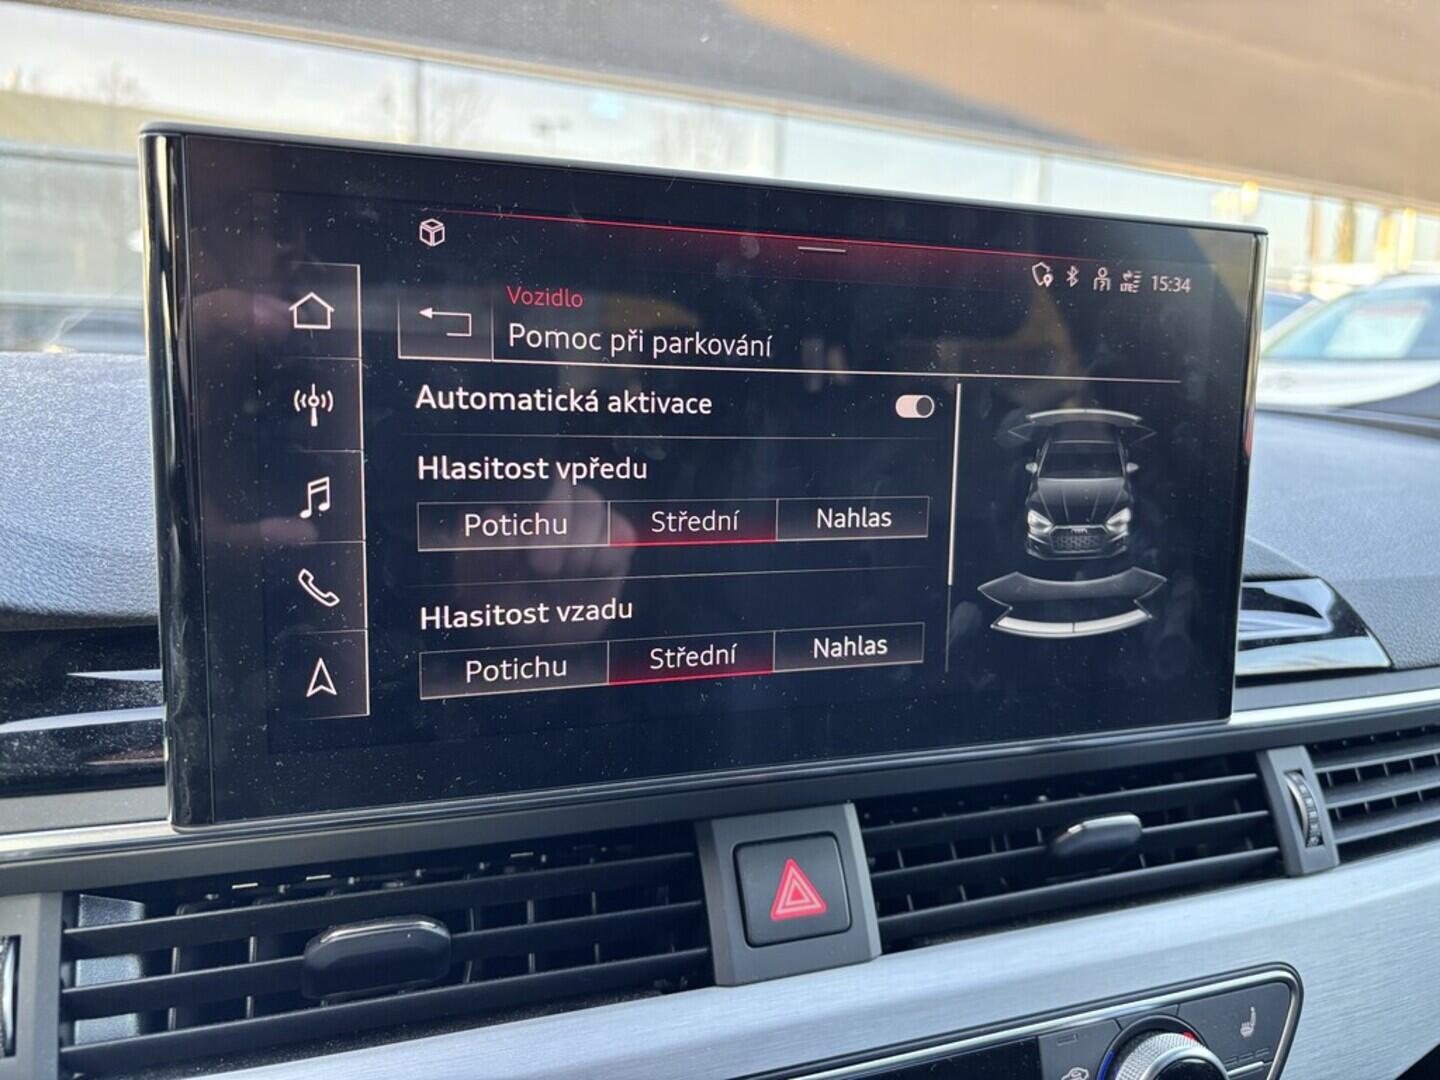 15:34
Vozidlo
Pomoc při parkování
Automatická aktivace
Hlasitost vpředu
Potichu Střední Nahlas
Hlasitost vzadu
Potichu Střední Nahlas